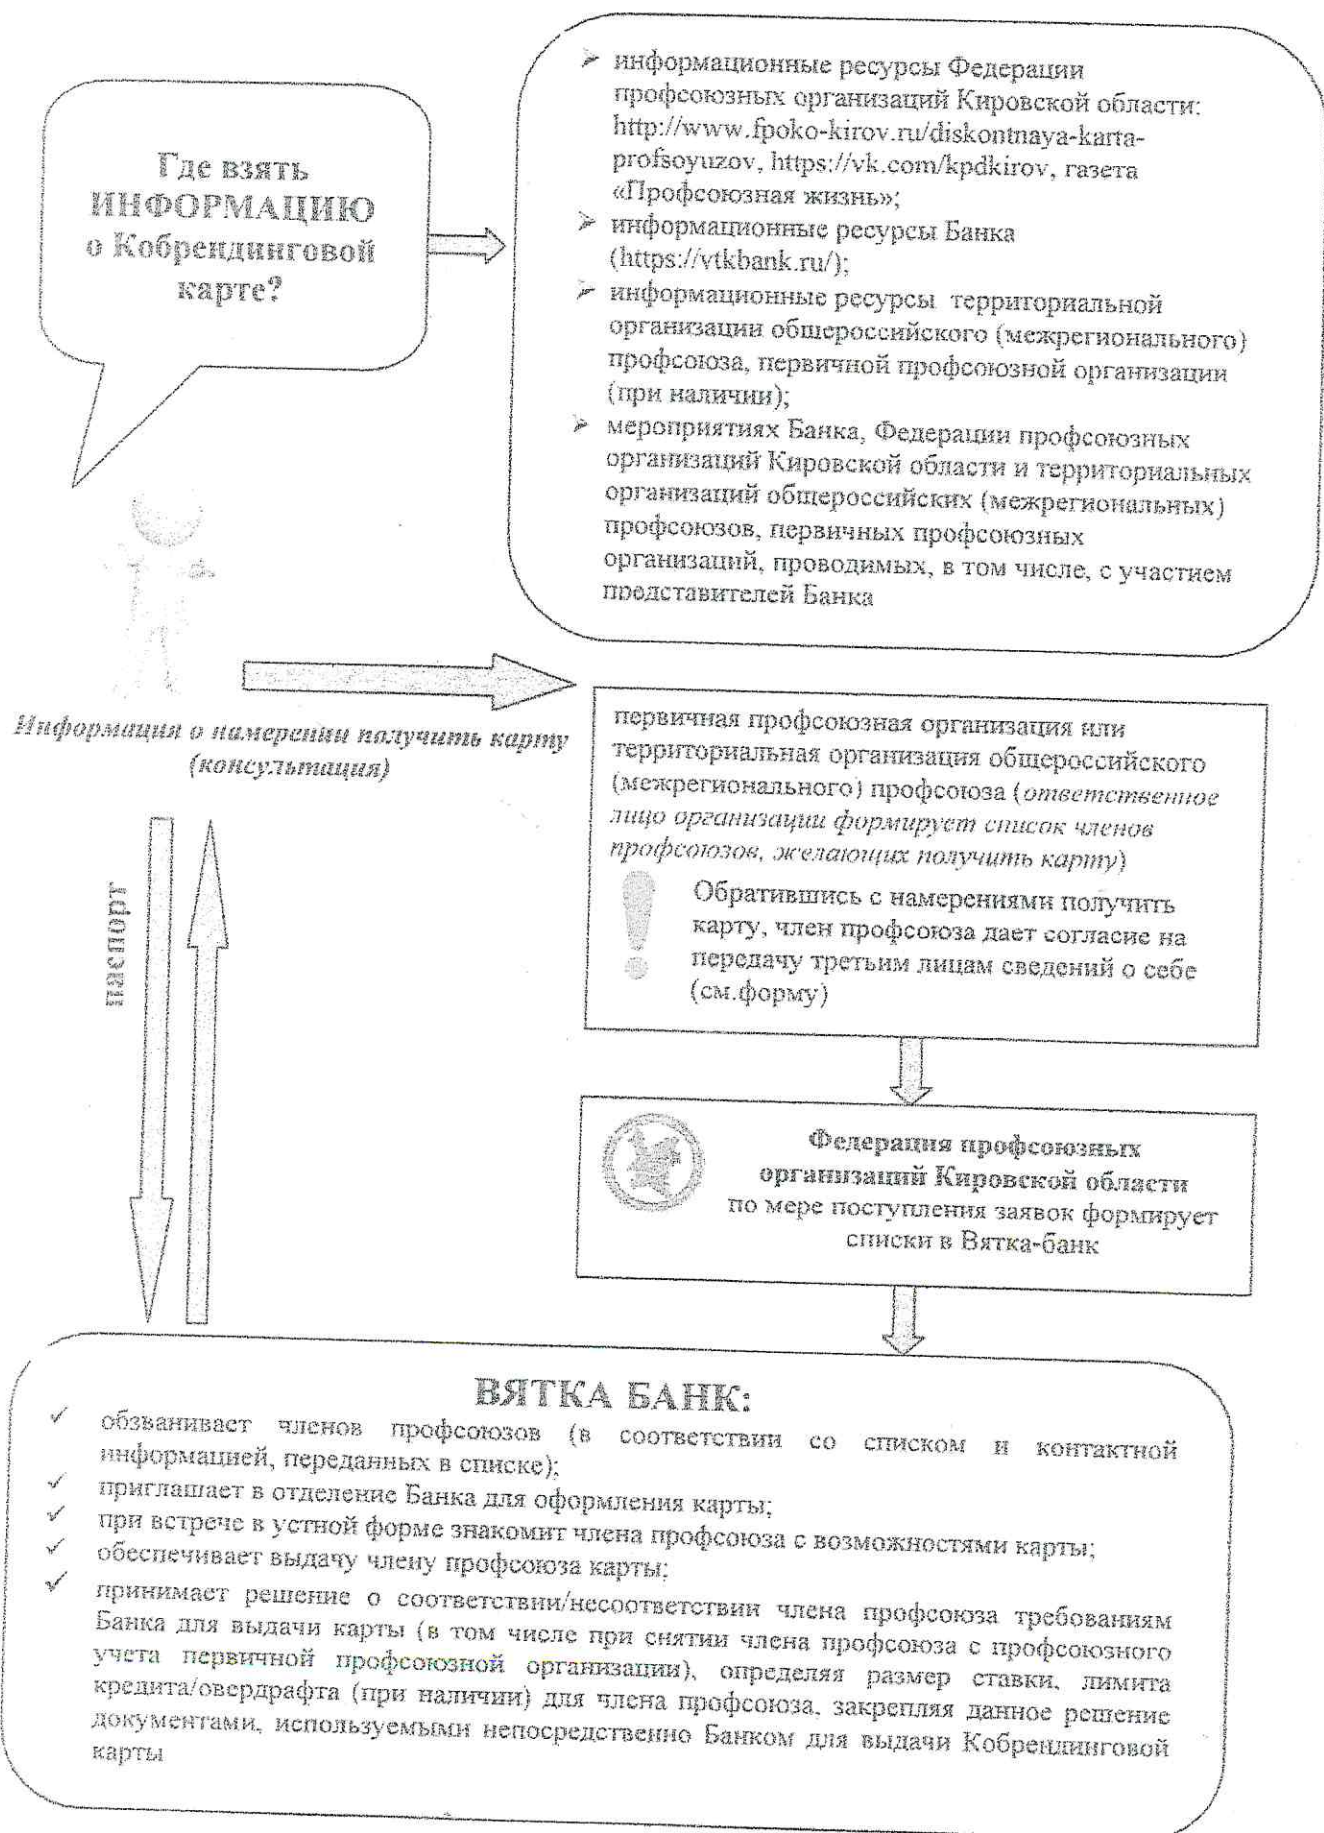 Где взять
ИНФОРМАЦИЮ
о Кобрендинговой
карте?
➢ информационные ресурсы Федерации
профсоюзных организаций Кировской области:
http://www.fpoko-kirov.ru/diskontnaya-karta-
profsoyuzov, https://vk.com/kpdkirov, газета
«Профсоюзная жизнь»;
➢ информационные ресурсы Банка
(https://vtkbank.ru/);
➢ информационные ресурсы территориальной
организации общероссийского (межрегионального)
профсоюза, первичной профсоюзной организации
(при наличии);
➢ мероприятиях Банка, Федерации профсоюзных
организаций Кировской области и территориальных
организаций общероссийских (межрегиональных)
профсоюзов, первичных профсоюзных
организаций, проводимых, в том числе, с участием
представителей Банка
Информация о намерении получить карту
(консультация)
первичная профсоюзная организация или
территориальная организация общероссийского
(межрегионального) профсоюза (ответственное
лицо организации формирует список членов
профсоюзов, желающих получить карту)
! Обратившись с намерениями получить
карту, член профсоюза дает согласие на
передачу третьим лицам сведений о себе
(см.форму)
паспорт
Федерация профсоюзных
организаций Кировской области
по мере поступления заявок формирует
списки в Вятка-банк
ВЯТКА БАНК:
✓ обзванивает членов профсоюзов (в соответствии со списком и контактной
информацией, переданных в списке);
✓ приглашает в отделение Банка для оформления карты;
✓ при встрече в устной форме знакомит члена профсоюза с возможностями карты;
✓ обеспечивает выдачу члену профсоюза карты;
✓ принимает решение о соответствии/несоответствии члена профсоюза требованиям
Банка для выдачи карты (в том числе при снятии члена профсоюза с профсоюзного
учета первичной профсоюзной организации), определяя размер ставки, лимита
кредита/овердрафта (при наличии) для члена профсоюза, закрепляя данное решение
документами, используемыми непосредственно Банком для выдачи Кобрендинговой
карты